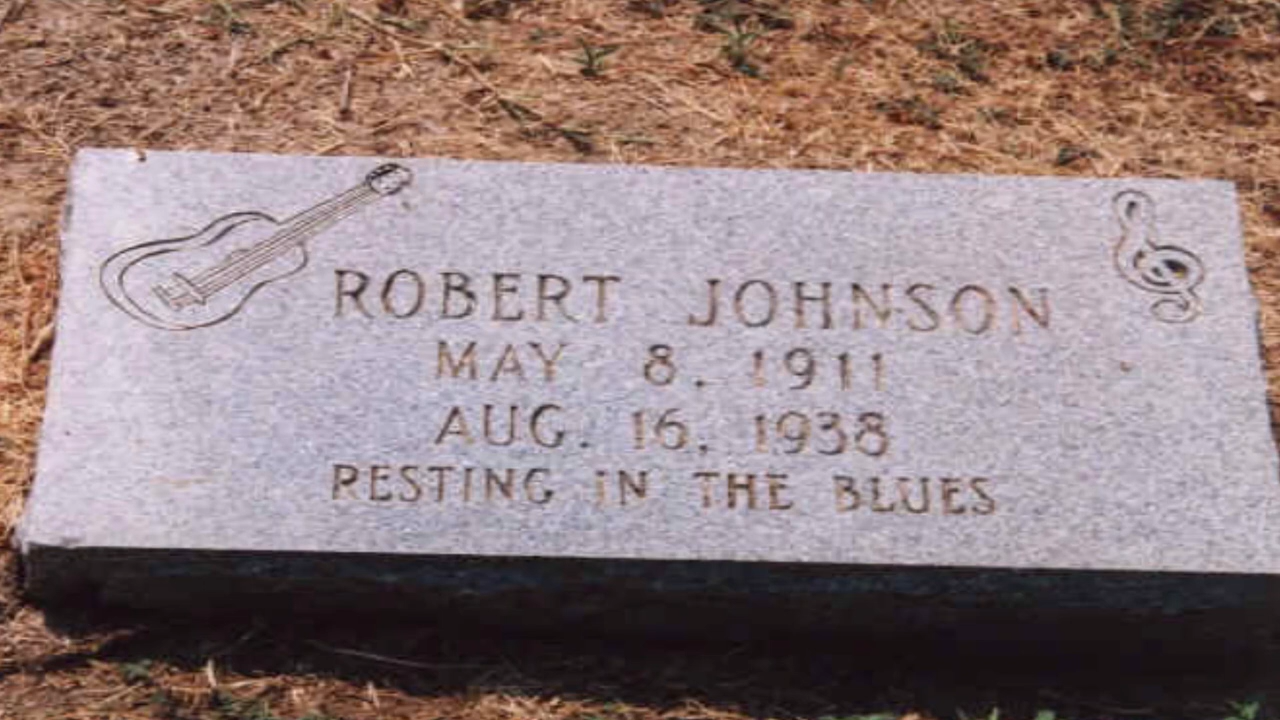 ROBERT JOHNSON
MAY 8, 1911
AUG. 16, 1938
RESTING IN THE BLUES